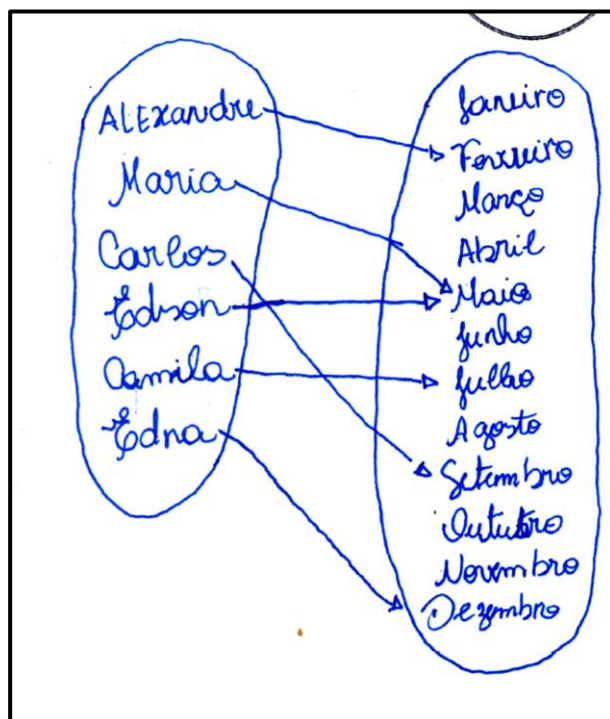 ALExandre
Maria
Carlos
Edson
Camila
Edna
Janeiro
Fevereiro
Março
Abril
Maio
Junho
Julho
Agosto
Setembro
Outubro
Novembro
Dezembro